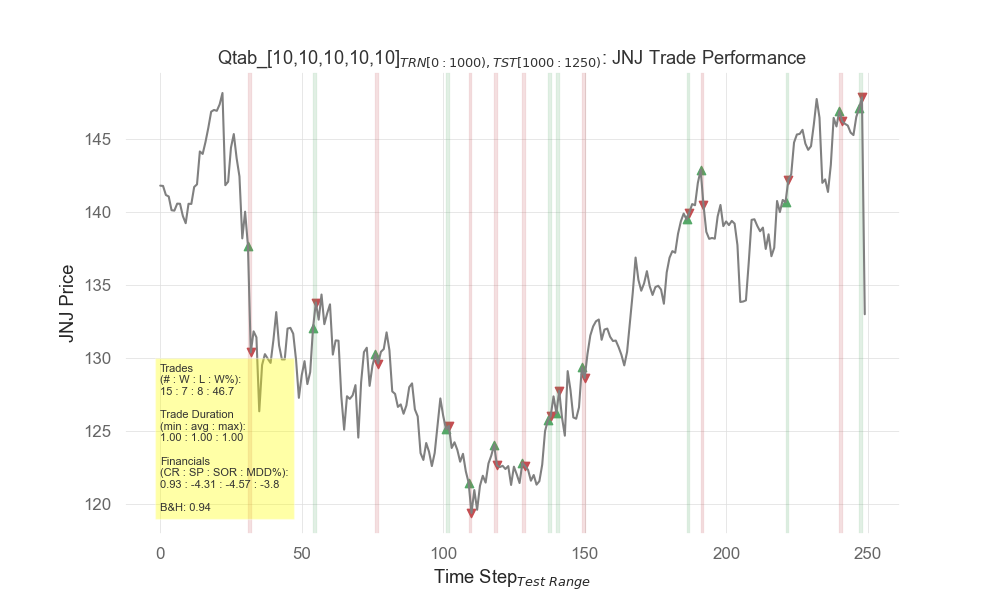 Qtab_[10,10,10,10,10]TRN[0 : 1000), TST[1000 : 1250): JNJ Trade Performance
145
140
135
130
125
120
JNJ Price
Trades
(# : W : L : W%):
15 : 7 : 8 : 46.7
Trade Duration
(min : avg : max):
1.00 : 1.00 : 1.00
Financials
(CR : SP : SOR : MDD%):
0.93 : -4.31 : -4.57 : -3.8
B&H: 0.94
0 50 100 150 200 250
Time StepTest Range